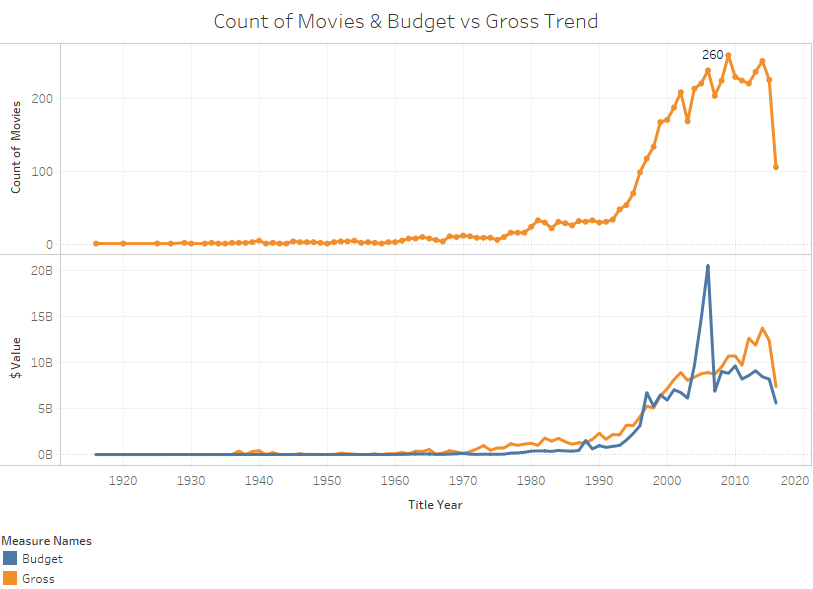 Count of Movies & Budget vs Gross Trend
Count of Movies
200
100
0
260
$ Value
20B
15B
10B
5B
0B
1920 1930 1940 1950 1960 1970 1980 1990 2000 2010 2020
Title Year
Measure Names
Budget
Gross